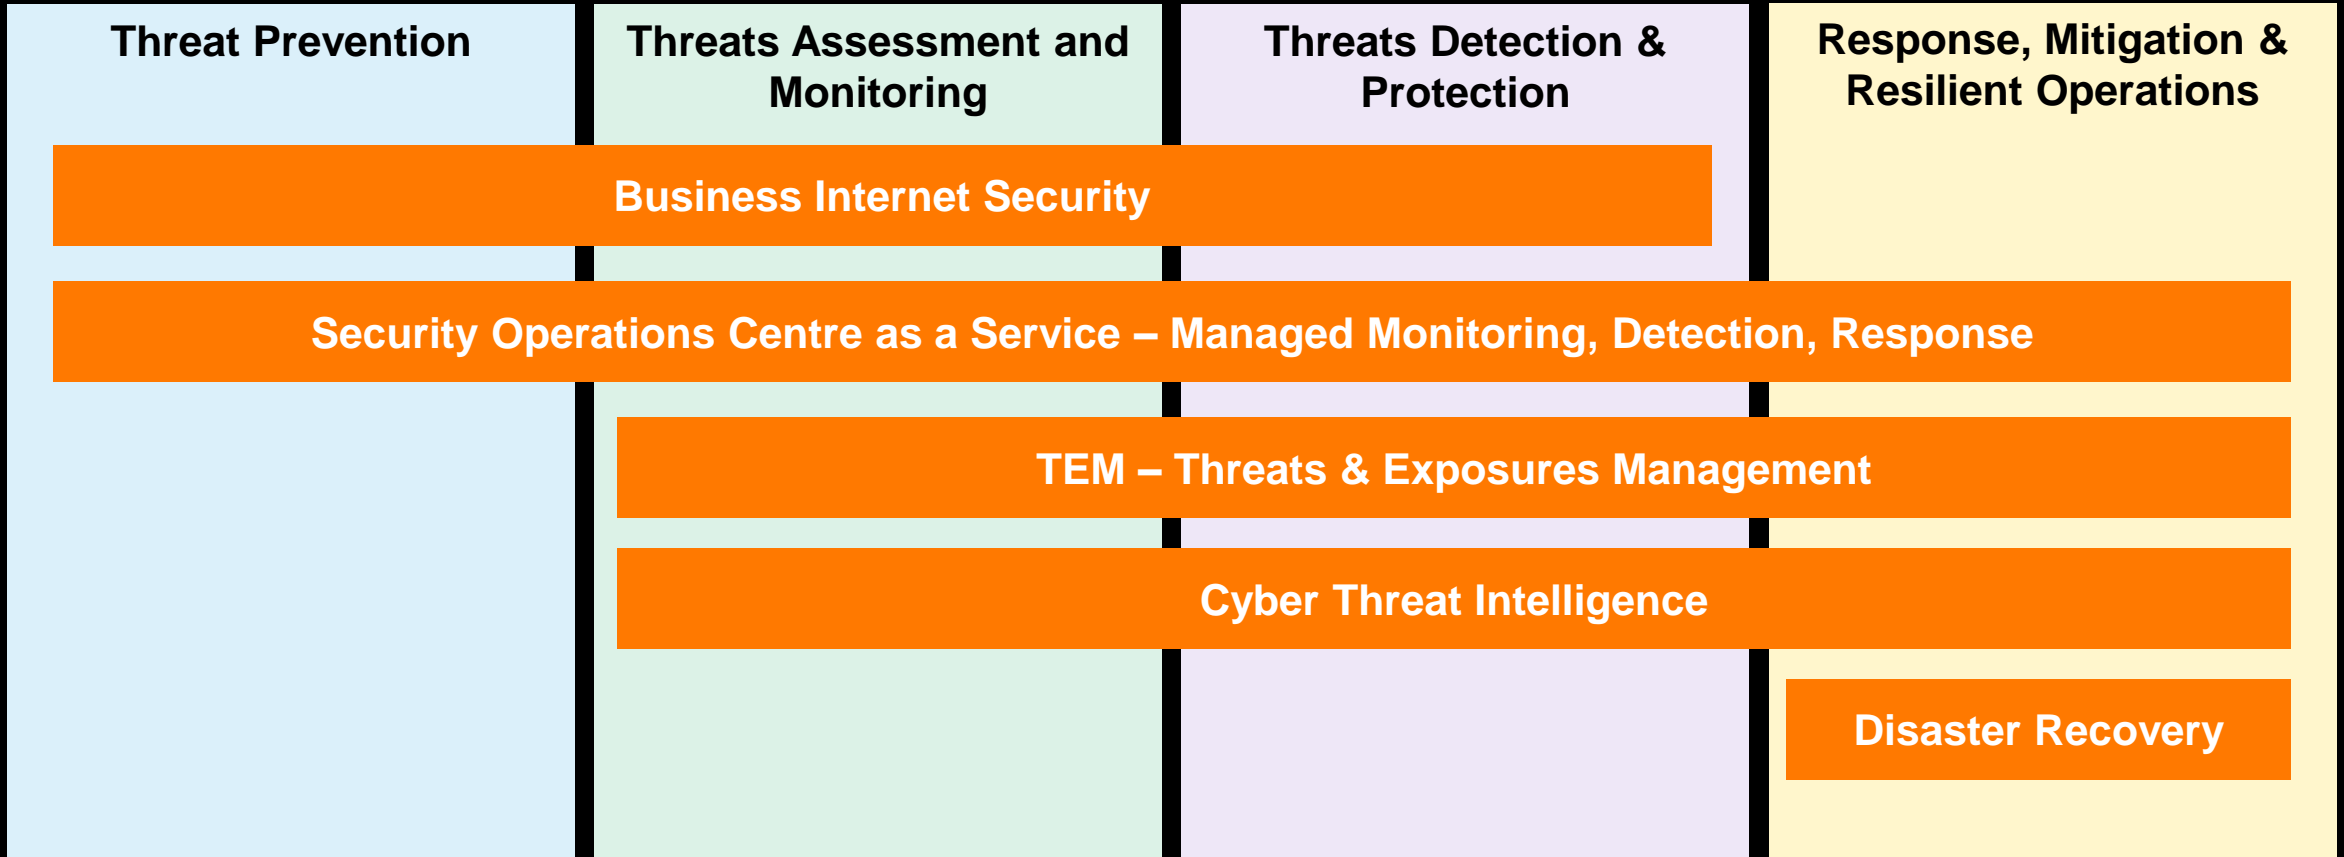 Threat Prevention
Threats Assessment and
Monitoring
Threats Detection &
Protection
Response, Mitigation &
Resilient Operations
Business Internet Security
Security Operations Centre as a Service – Managed Monitoring, Detection, Response
TEM – Threats & Exposures Management
Cyber Threat Intelligence
Disaster Recovery